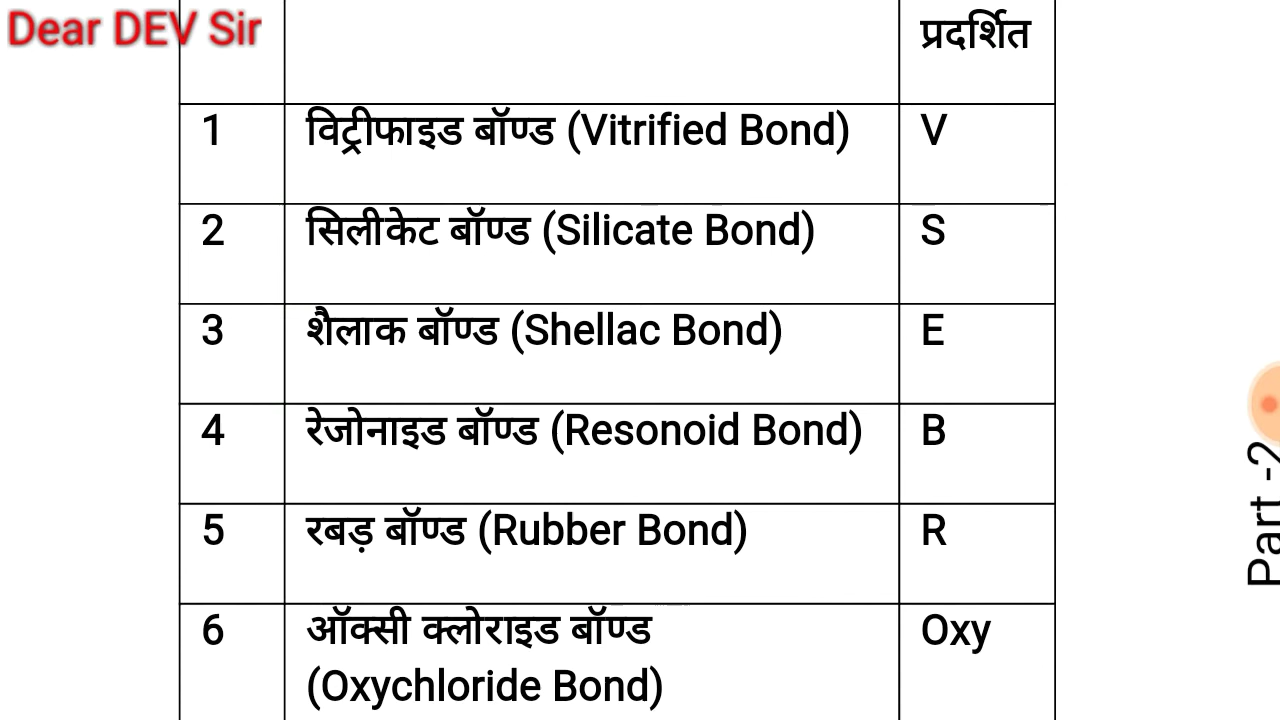 Dear DEV Sir
प्रदर्शित
1 विट्रीफाइड बॉण्ड (Vitrified Bond) V
2 सिलीकेट बॉण्ड (Silicate Bond) S
3 शैलाक बॉण्ड (Shellac Bond) E
4 रेजोनाइड बॉण्ड (Resonoid Bond) B
5 रबड़ बॉण्ड (Rubber Bond) R
6 ऑक्सी क्लोराइड बॉण्ड Oxy
(Oxychloride Bond)
Part -2